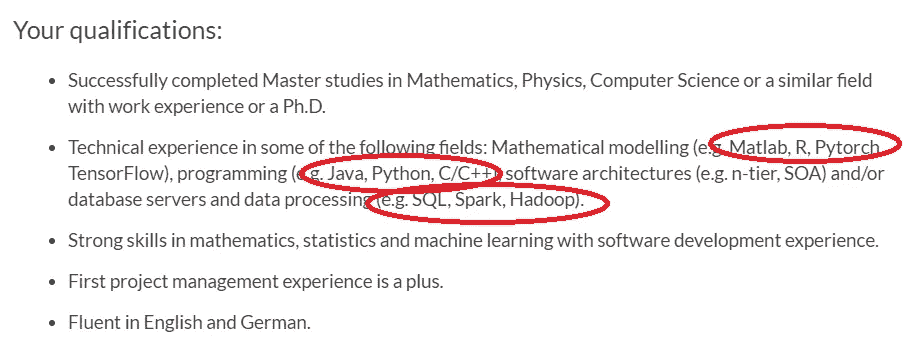 Your qualifications:
• Successfully completed Master studies in Mathematics, Physics, Computer Science or a similar field
with work experience or a Ph.D.
• Technical experience in some of the following fields: Mathematical modelling (e.g. Matlab, R, Pytorch
TensorFlow), programming (e.g. Java, Python, C/C++) software architectures (e.g. n-tier, SOA) and/or
database servers and data processing (e.g. SQL, Spark, Hadoop).
• Strong skills in mathematics, statistics and machine learning with software development experience.
• First project management experience is a plus.
• Fluent in English and German.